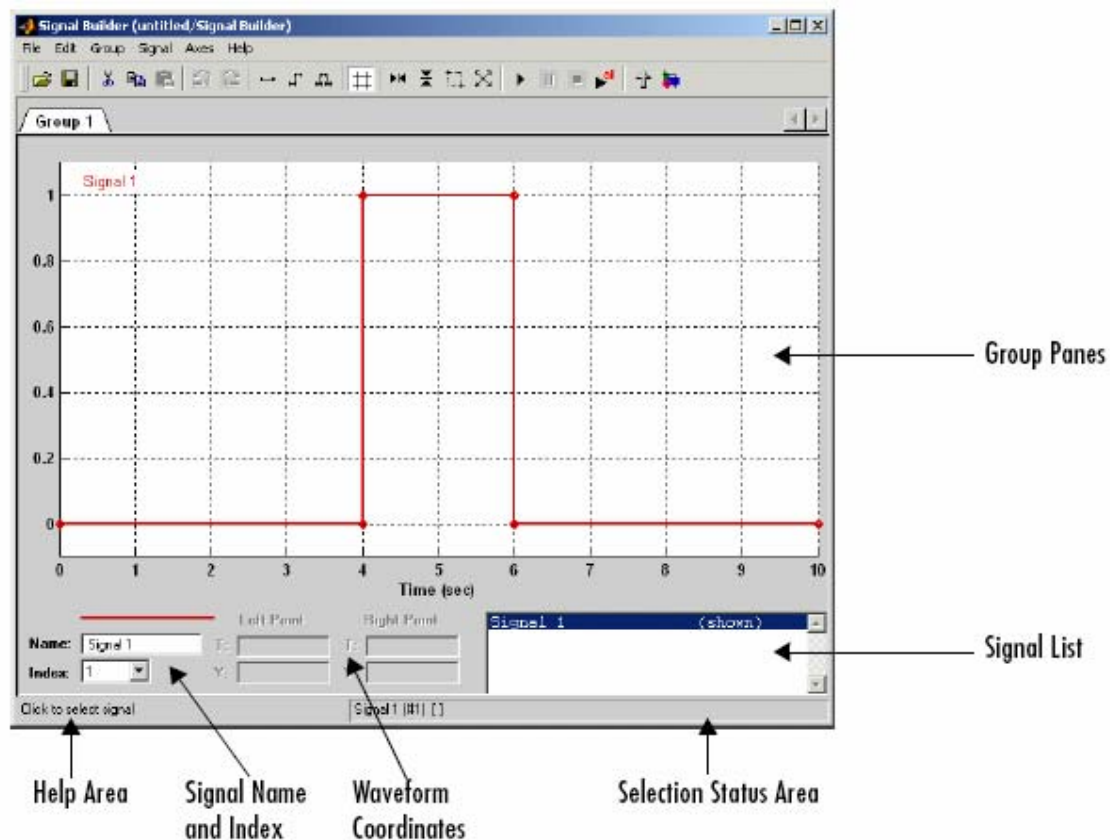 Signal Builder (untitled/Signal Builder)
File Edit Group Signal Axes Help
Group 1
Signal 1
1
0.8
0.6
0.4
0.2
0
0 1 2 3 4 5 6 7 8 9 10
Time (sec)
Group Panes
Left Point Right Point
Name: Signal 1 T: T:
Index: 1 Y:
Signal 1 (shown)
Signal List
Click to select signal
Signal 1 (#1) [ ]
Help Area
Signal Name
and Index
Waveform
Coordinates
Selection Status Area